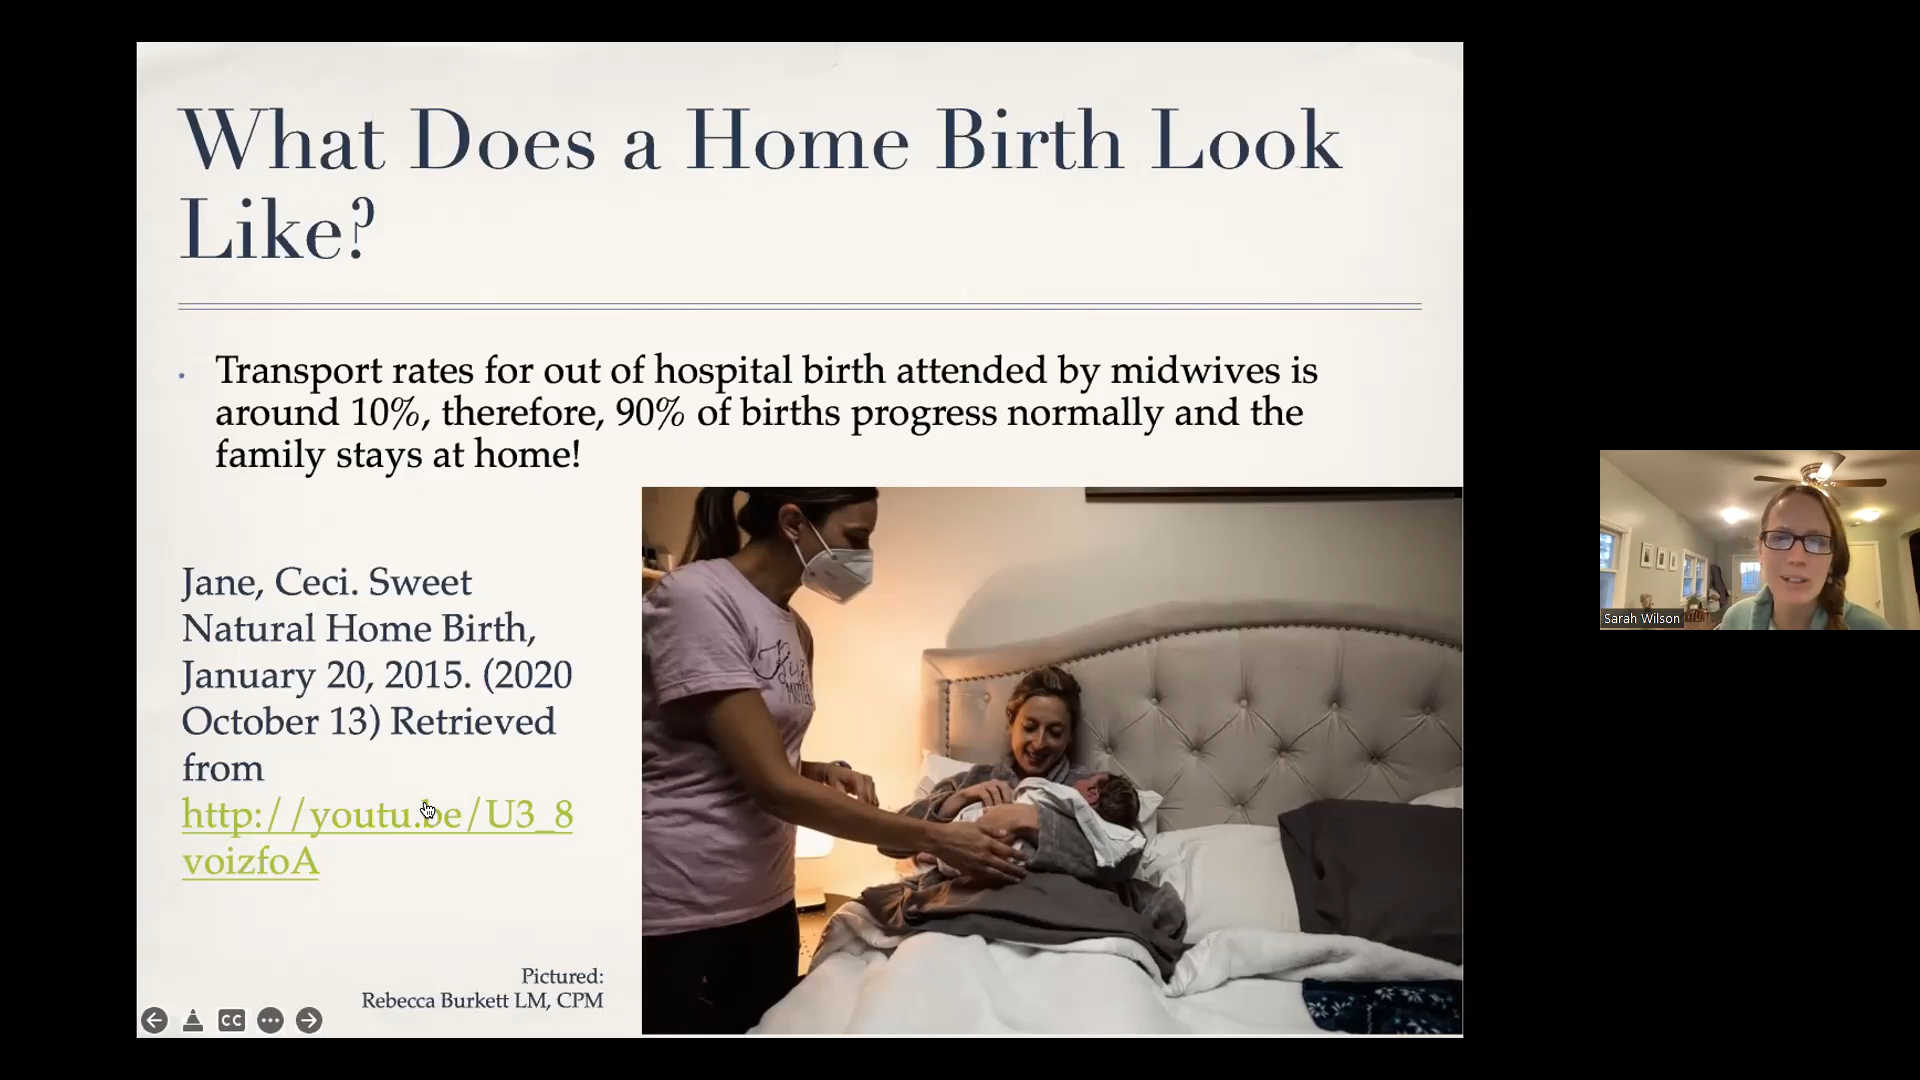 What Does a Home Birth Look
Like?
• Transport rates for out of hospital birth attended by midwives is
around 10%, therefore, 90% of births progress normally and the
family stays at home!
Jane, Ceci. Sweet
Natural Home Birth,
January 20, 2015. (2020
October 13) Retrieved
from
http://youtu.be/U3_8
voizfoA
Pictured:
Rebecca Burkett LM, CPM
CC
Sarah Wilson